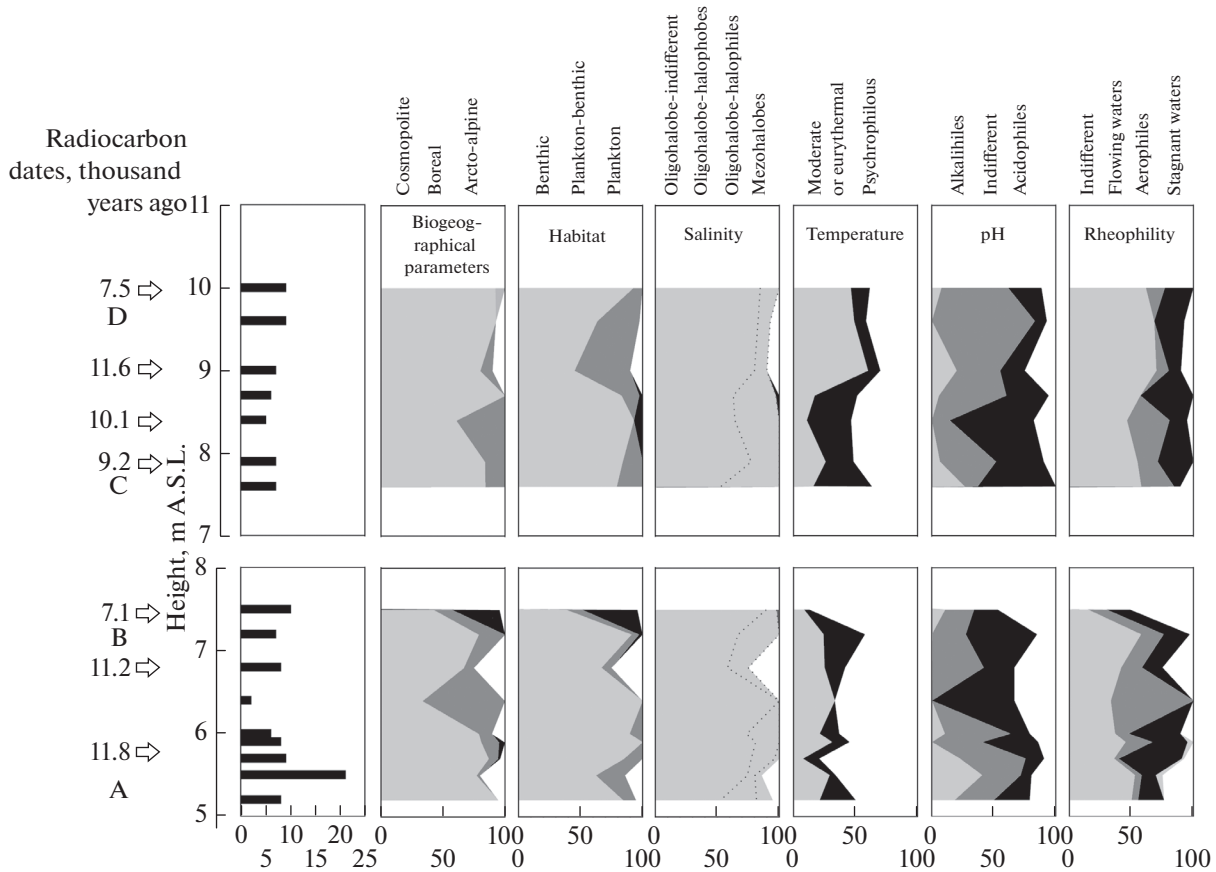 Radiocarbon
dates, thousand
years ago
Cosmopolite
Boreal
Arcto-alpine
Benthic
Plankton-benthic
Plankton
Oligohalobe-indifferent
Oligohalobe-halophobes
Oligohalobe-halophiles
Mezohalobes
Moderate
or eurythermal
Psychrophilous
Alkalihiles
Indifferent
Acidophiles
Indifferent
Flowing waters
Aerophiles
Stagnant waters
Biogeog-
raphical
parameters
Habitat
Salinity
Temperature
pH
Rheophility
11
10
9
8
7
7.5
D
11.6
10.1
9.2
C
Height, m A.S.L.
8
7
6
5
7.1
B
11.2
11.8
A
0 10 20
5 15 25
0 50 100
0 50 100
0 50 100
0 50 100
0 50 100
0 50 100